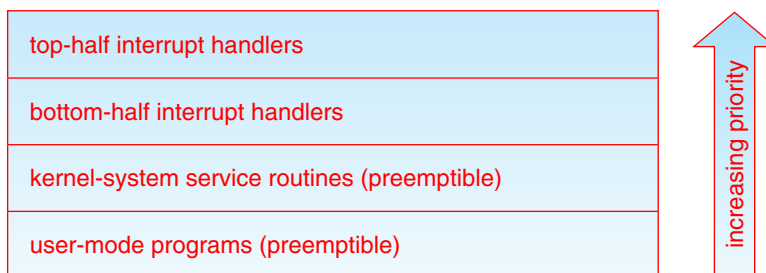 top-half interrupt handlers
bottom-half interrupt handlers
kernel-system service routines (preemptible)
user-mode programs (preemptible)
increasing priority